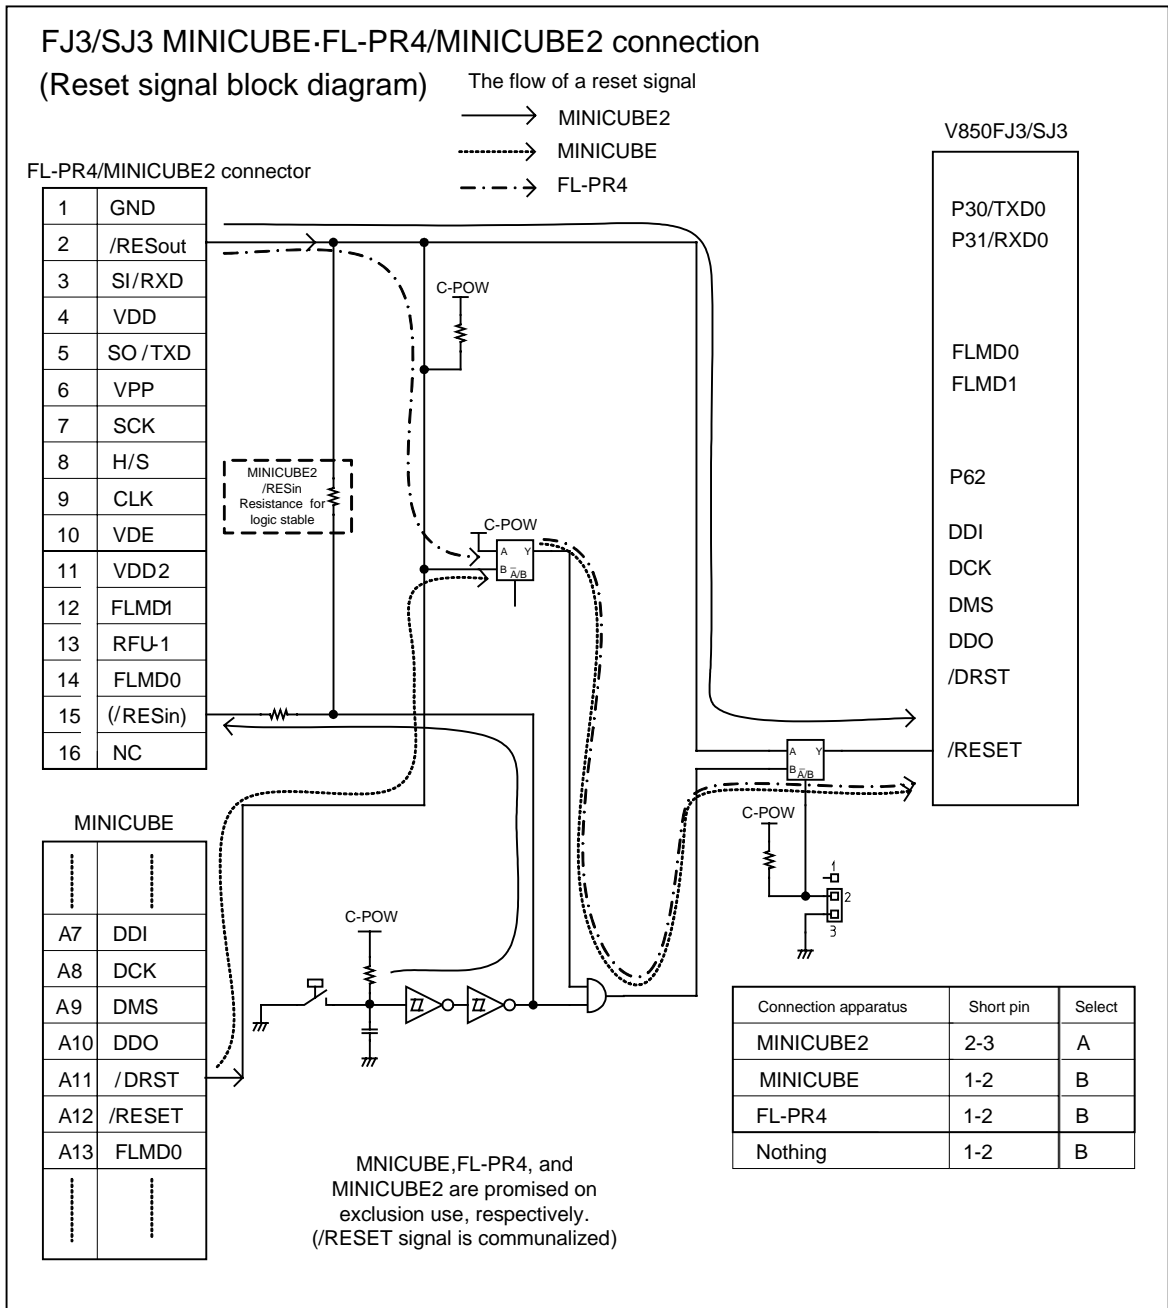 FJ3/SJ3 MINICUBE·FL-PR4/MINICUBE2 connection
(Reset signal block diagram)
The flow of a reset signal
MINICUBE2
MINICUBE
FL-PR4
V850FJ3/SJ3
FL-PR4/MINICUBE2 connector
1 GND
2 /RESout
3 SI/RXD
4 VDD
5 SO/TXD
6 VPP
7 SCK
8 H/S
9 CLK
10 VDE
11 VDD2
12 FLMD1
13 RFU-1
14 FLMD0
15 (/RESin)
16 NC
P30/TXD0
P31/RXD0
FLMD0
FLMD1
P62
DDI
DCK
DMS
DDO
/DRST
/RESET
C-POW
MINICUBE2
/RESin
Resistance for
logic stable
C-POW
A Y
B A/B
A Y
B A/B
C-POW
1
2
3
MINICUBE
A7 DDI
A8 DCK
A9 DMS
A10 DDO
A11 /DRST
A12 /RESET
A13 FLMD0
C-POW
Connection apparatus Short pin Select
MINICUBE2 2-3 A
MINICUBE 1-2 B
FL-PR4 1-2 B
Nothing 1-2 B
MNICUBE,FL-PR4, and
MINICUBE2 are promised on
exclusion use, respectively.
(/RESET signal is communalized)